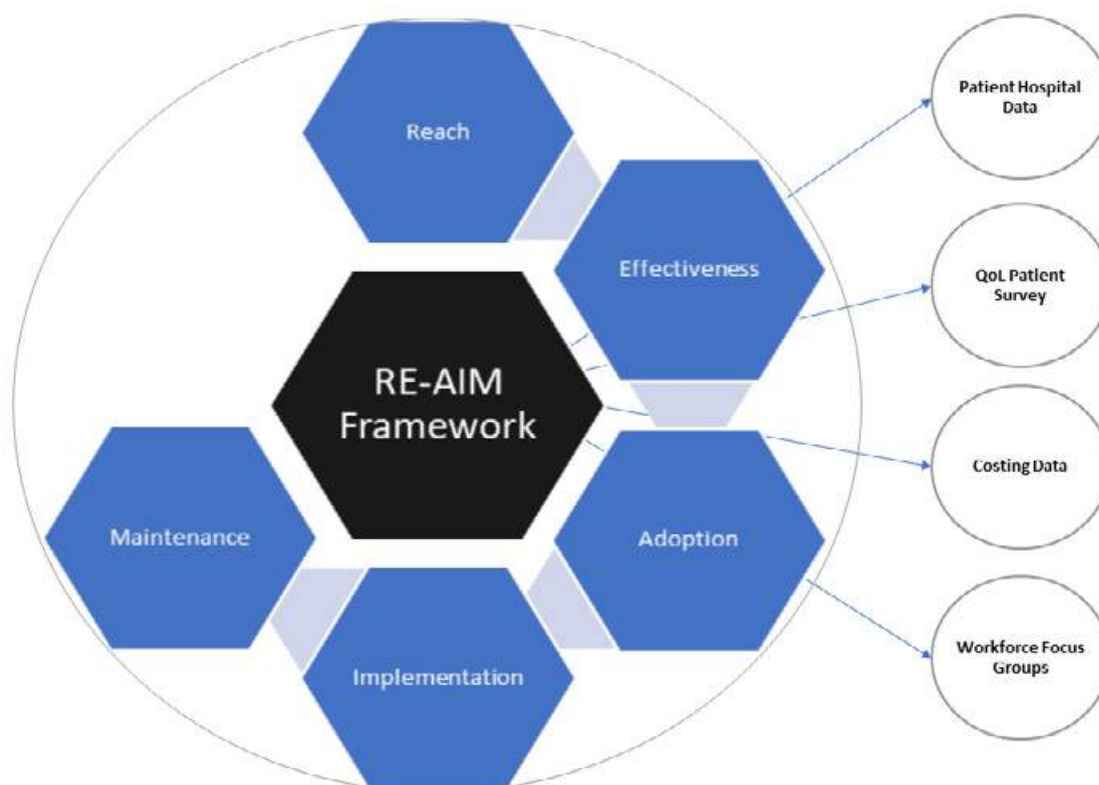 Reach
Effectiveness
RE-AIM
Framework
Adoption
Implementation
Maintenance
Patient Hospital
Data
QoL Patient
Survey
Costing Data
Workforce Focus
Groups